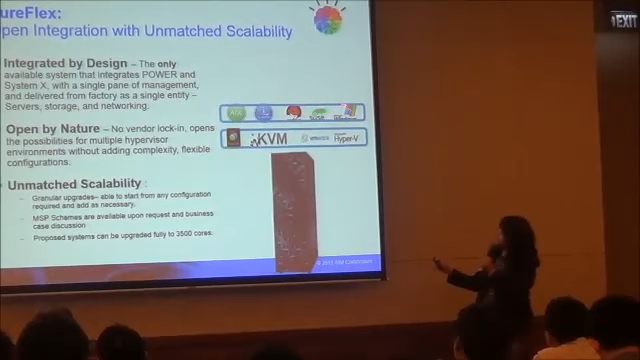 ureFlex:
pen Integration with Unmatched Scalability
Integrated by Design – The only
available system that integrates POWER and
System X, with a single pane of management,
and delivered from factory as a single entity –
Servers, storage, and networking.
Open by Nature – No vendor lock-in, opens
the possibilities for multiple hypervisor
environments without adding complexity, flexible
configurations.
KVM
Hyper-V
Unmatched Scalability :
– Granular upgrades– able to start from any configuration
required and add as necessary.
– MSP Schemes are available upon request and business
case discussion
– Proposed systems can be upgraded fully to 3500 cores.
EXIT